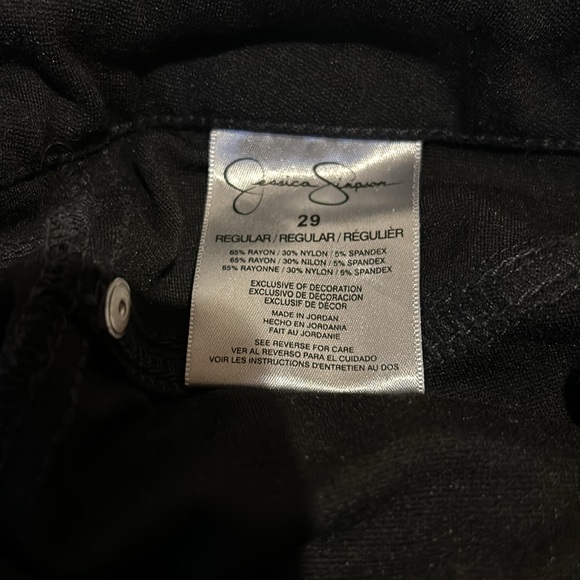 Jessica Simpson
29
REGULAR / REGULAR / RÉGULIÈR
65% RAYON / 30% NYLON / 5% SPANDEX
65% RAYON / 30% NILON / 5% SPANDEX
65% RAYONNE / 30% NYLON / 5% SPANDEX
EXCLUSIVE OF DECORATION
EXCLUSIVO DE DECORACIÓN
EXCLUSIF DE DÉCOR
MADE IN JORDAN
HECHO EN JORDANIA
FAIT AU JORDANIE
SEE REVERSE FOR CARE
VER AL REVERSO PARA EL CUIDADO
VOIR LES INSTRUCTIONS D'ENTRETIEN AU DOS